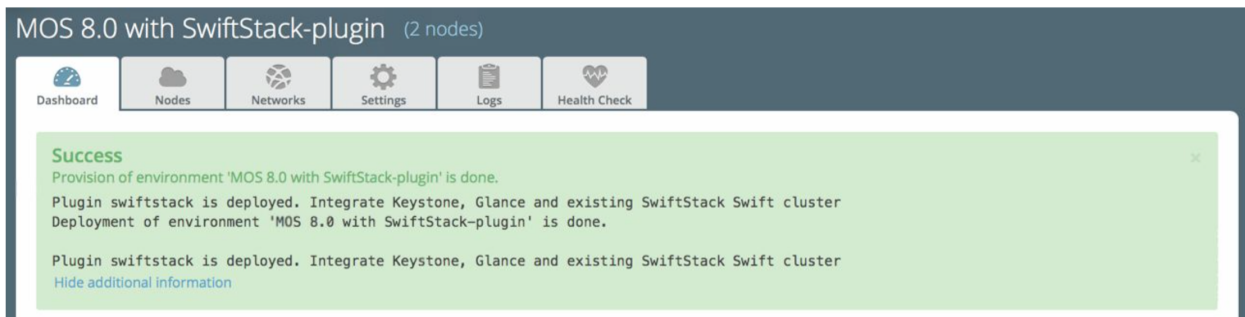 MOS 8.0 with SwiftStack-plugin (2 nodes)
Dashboard Nodes Networks Settings Logs Health Check
Success ×
Provision of environment 'MOS 8.0 with SwiftStack-plugin' is done.
Plugin swiftstack is deployed. Integrate Keystone, Glance and existing SwiftStack Swift cluster
Deployment of environment 'MOS 8.0 with SwiftStack-plugin' is done.
Plugin swiftstack is deployed. Integrate Keystone, Glance and existing SwiftStack Swift cluster
Hide additional information